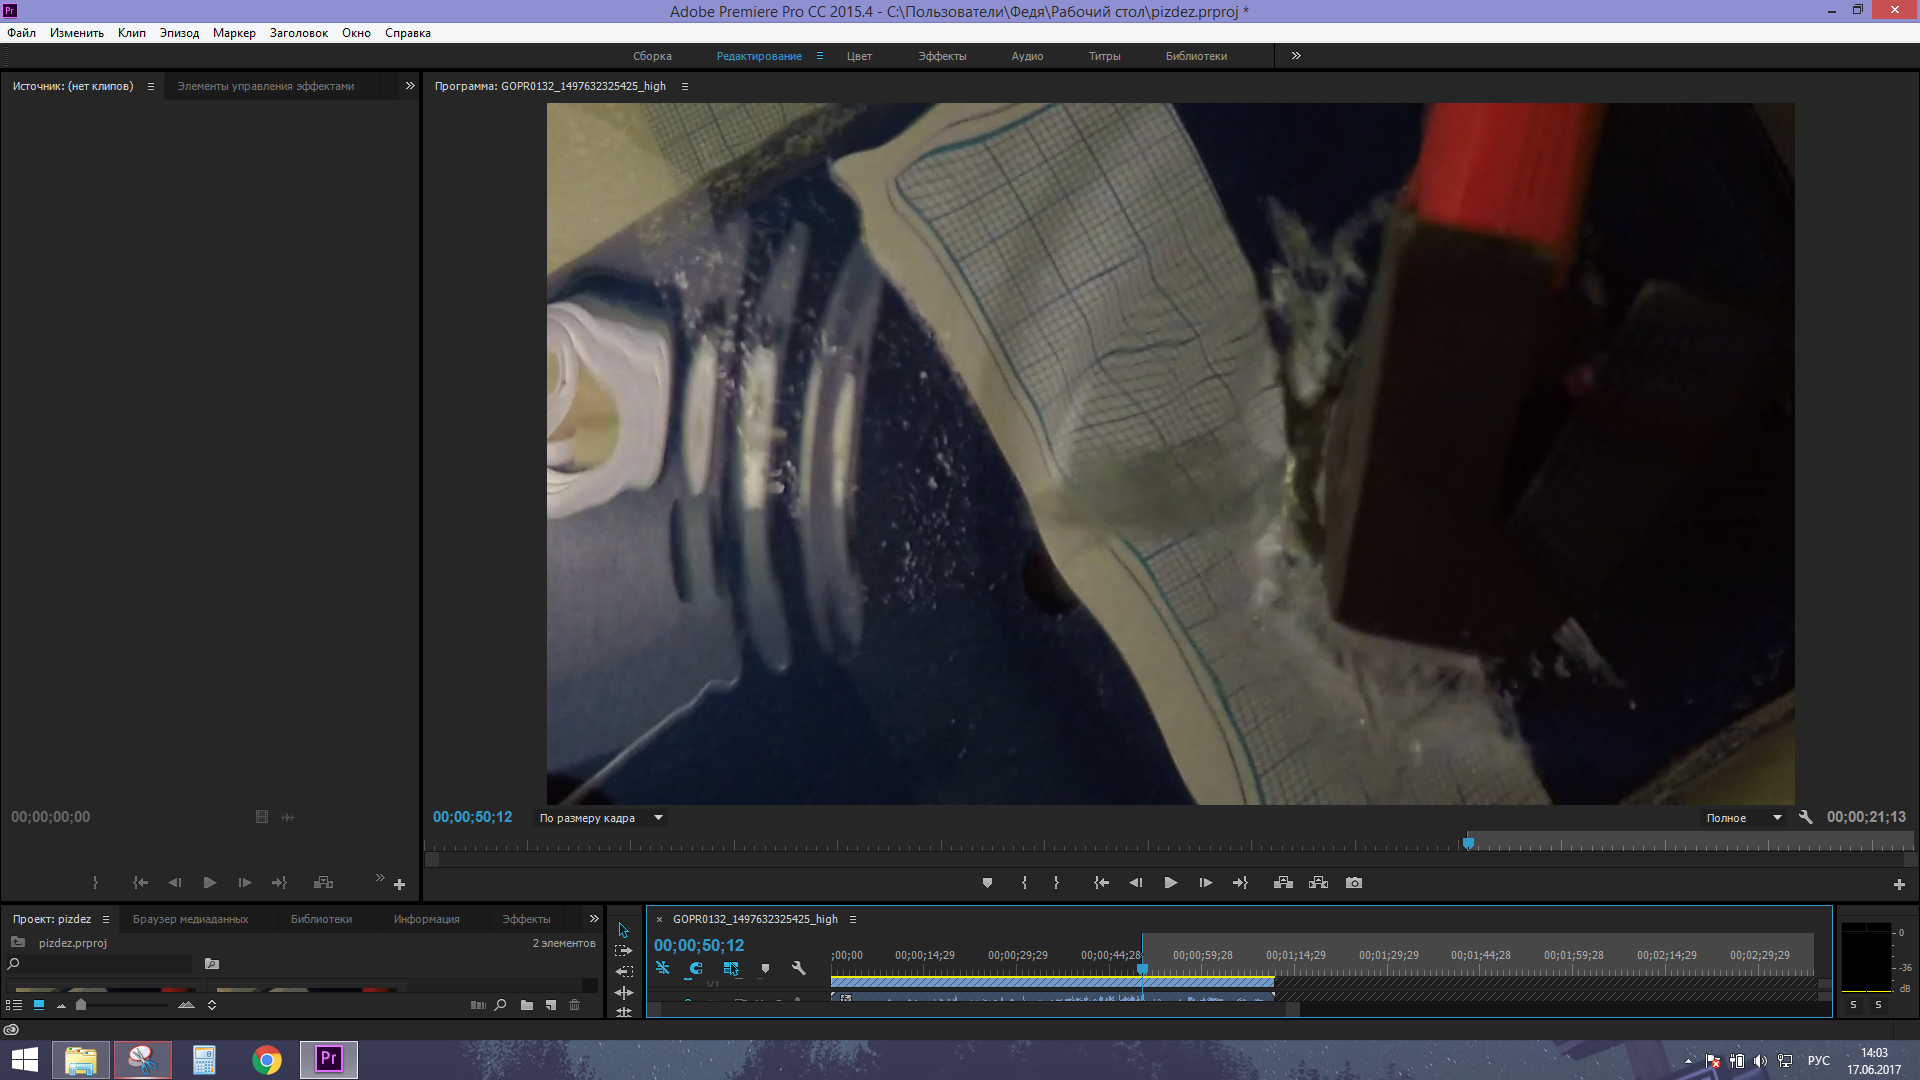 Adobe Premiere Pro CC 2015.4 - C:\Пользователи\Федя\Рабочий стол\pizdez.prproj *
Файл Изменить Клип Эпизод Маркер Заголовок Окно Справка
Сборка Редактирование Цвет Эффекты Аудио Титры Библиотеки
Источник: (нет клипов) Элементы управления эффектами
Программа: GOPR0132_1497632325425_high
00;00;00;00
00;00;50;12 По размеру кадра Полное 00;00;21;13
Проект: pizdez Браузер медиаданных Библиотеки Информация Эффекты
pizdez.prproj 2 элементов
GOPR0132_1497632325425_high
00;00;50;12
;00;00 00;00;14;29 00;00;29;29 00;00;44;28 00;00;59;28 00;01;14;29 00;01;29;29 00;01;44;28 00;01;59;28 00;02;14;29 00;02;29;29
V1
0
-36
dB
S S
Pr
РУС
14:03
17.06.2017